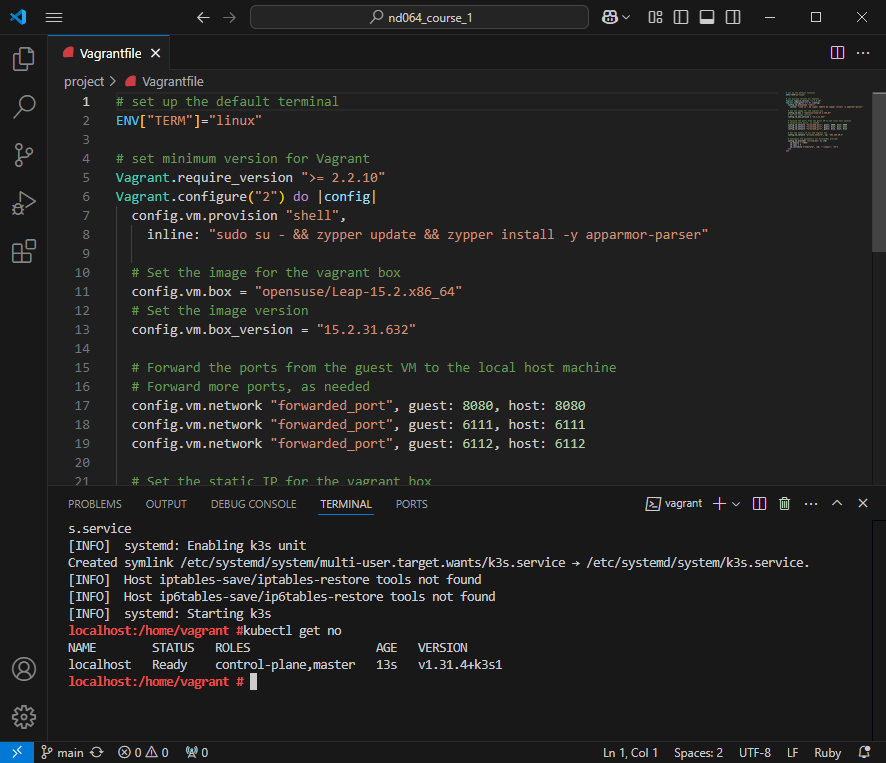 nd064_course_1
Vagrantfile
project > Vagrantfile
1 # set up the default terminal
2 ENV["TERM"]="linux"
3
4 # set minimum version for Vagrant
5 Vagrant.require_version ">= 2.2.10"
6 Vagrant.configure("2") do |config|
7 config.vm.provision "shell",
8 inline: "sudo su - && zypper update && zypper install -y apparmor-parser"
9
10 # Set the image for the vagrant box
11 config.vm.box = "opensuse/Leap-15.2.x86_64"
12 # Set the image version
13 config.vm.box_version = "15.2.31.632"
14
15 # Forward the ports from the guest VM to the local host machine
16 # Forward more ports, as needed
17 config.vm.network "forwarded_port", guest: 8080, host: 8080
18 config.vm.network "forwarded_port", guest: 6111, host: 6111
19 config.vm.network "forwarded_port", guest: 6112, host: 6112
20
21 # Set the static IP for the vagrant box
PROBLEMS OUTPUT DEBUG CONSOLE TERMINAL PORTS vagrant
s.service
[INFO]  systemd: Enabling k3s unit
Created symlink /etc/systemd/system/multi-user.target.wants/k3s.service → /etc/systemd/system/k3s.service.
[INFO]  Host iptables-save/iptables-restore tools not found
[INFO]  Host ip6tables-save/ip6tables-restore tools not found
[INFO]  systemd: Starting k3s
localhost:/home/vagrant #kubectl get no
NAME STATUS ROLES AGE VERSION
localhost Ready control-plane,master 13s v1.31.4+k3s1
localhost:/home/vagrant #
main 0 0 0 Ln 1, Col 1 Spaces: 2 UTF-8 LF Ruby